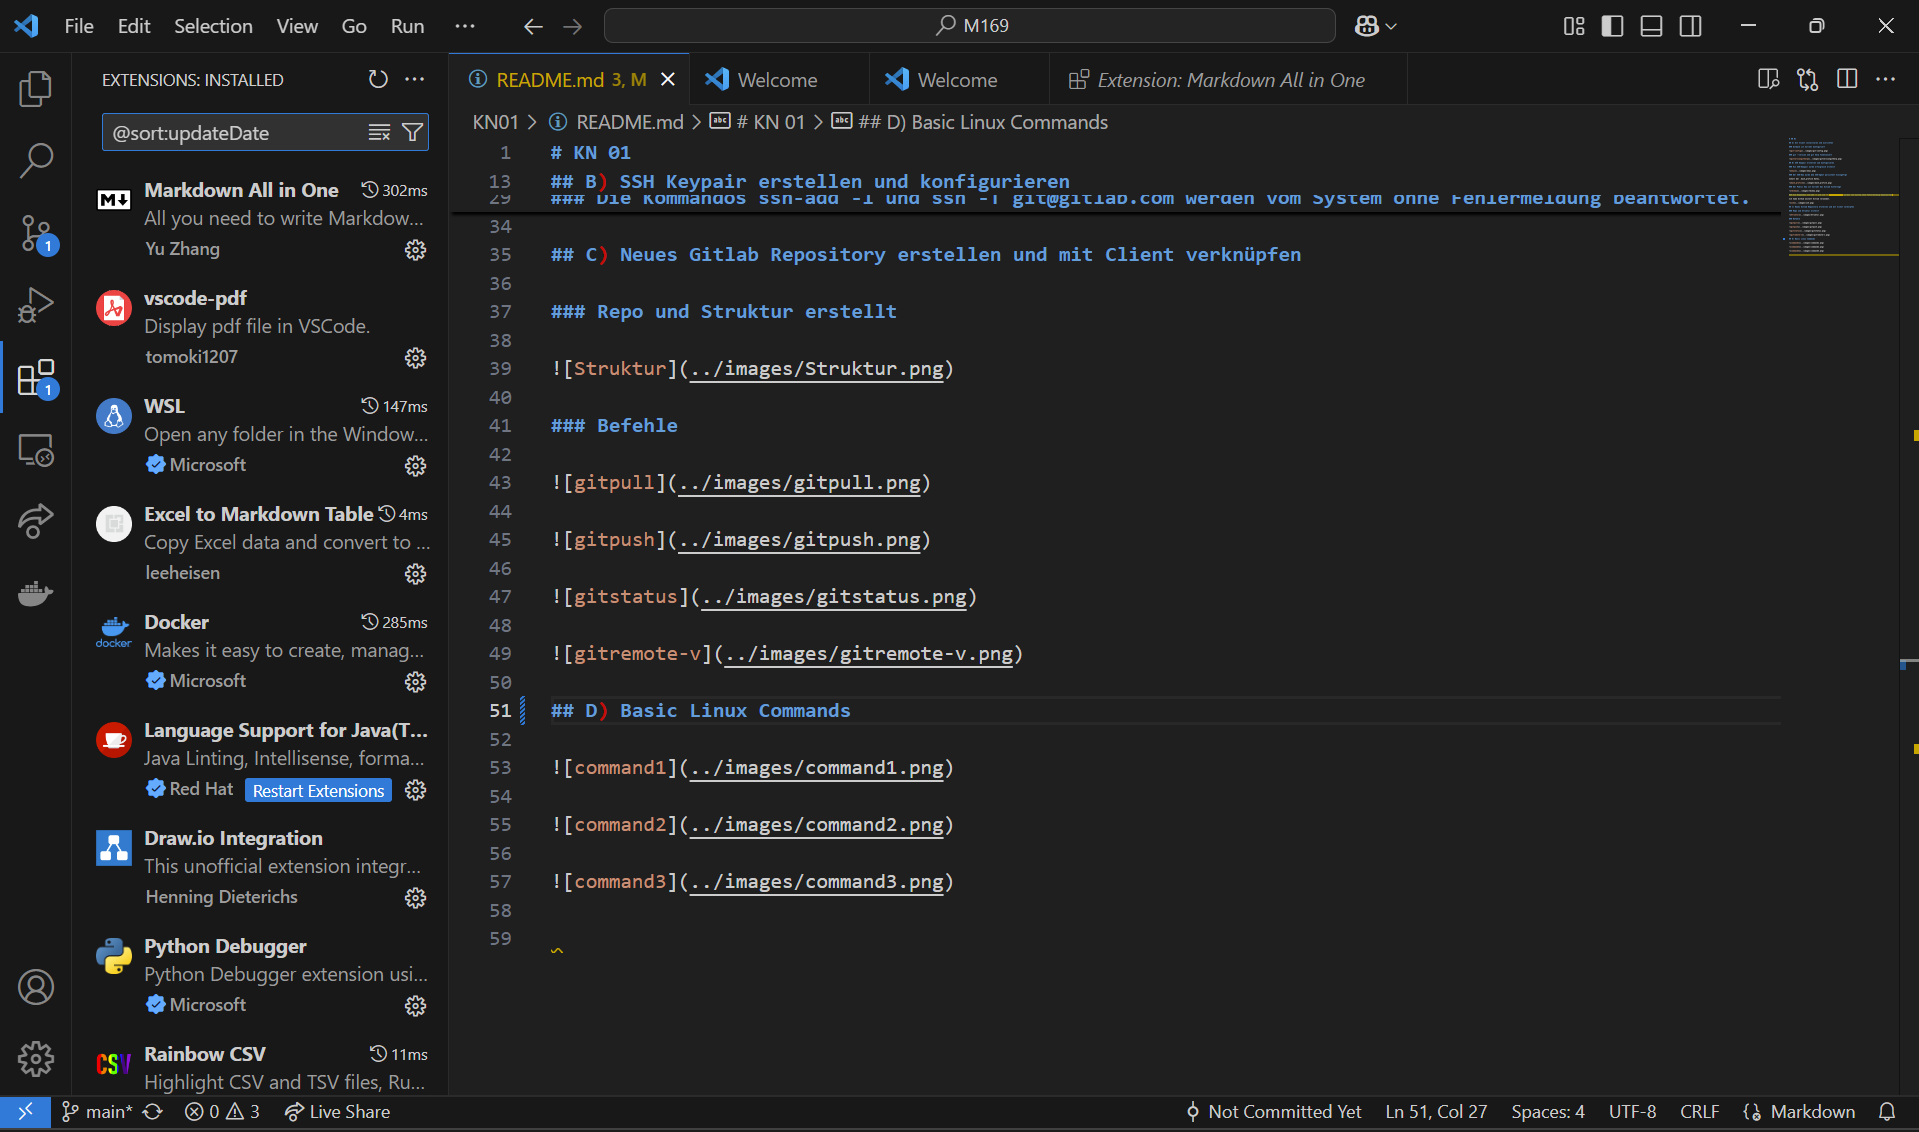 File Edit Selection View Go Run ··· M169
EXTENSIONS: INSTALLED
@sort:updateDate
Markdown All in One 302ms
All you need to write Markdow...
Yu Zhang
vscode-pdf
Display pdf file in VSCode.
tomoki1207
WSL 147ms
Open any folder in the Window...
Microsoft
Excel to Markdown Table 4ms
Copy Excel data and convert to ...
leeheisen
docker
Docker 285ms
Makes it easy to create, manag...
Microsoft
Language Support for Java(T...
Java Linting, Intellisense, forma...
Red Hat Restart Extensions
Draw.io Integration
This unofficial extension integr...
Henning Dieterichs
Python Debugger
Python Debugger extension usi...
Microsoft
CSV
Rainbow CSV 11ms
Highlight CSV and TSV files, Ru...
1
1
README.md 3, M Welcome Welcome Extension: Markdown All in One
KN01 > README.md > abc # KN 01 > abc ## D) Basic Linux Commands
1 # KN 01
13 ## B) SSH Keypair erstellen und konfigurieren
29 ### Die Kommandos ssh-add -l und ssh -T git@gitlab.com werden vom System ohne Fehlermeldung beantwortet.
34
35 ## C) Neues Gitlab Repository erstellen und mit Client verknüpfen
36
37 ### Repo und Struktur erstellt
38
39 ![Struktur](../images/Struktur.png)
40
41 ### Befehle
42
43 ![gitpull](../images/gitpull.png)
44
45 ![gitpush](../images/gitpush.png)
46
47 ![gitstatus](../images/gitstatus.png)
48
49 ![gitremote-v](../images/gitremote-v.png)
50
51 ## D) Basic Linux Commands
52
53 ![command1](../images/command1.png)
54
55 ![command2](../images/command2.png)
56
57 ![command3](../images/command3.png)
58
59
main* 0 3 Live Share Not Committed Yet Ln 51, Col 27 Spaces: 4 UTF-8 CRLF Markdown